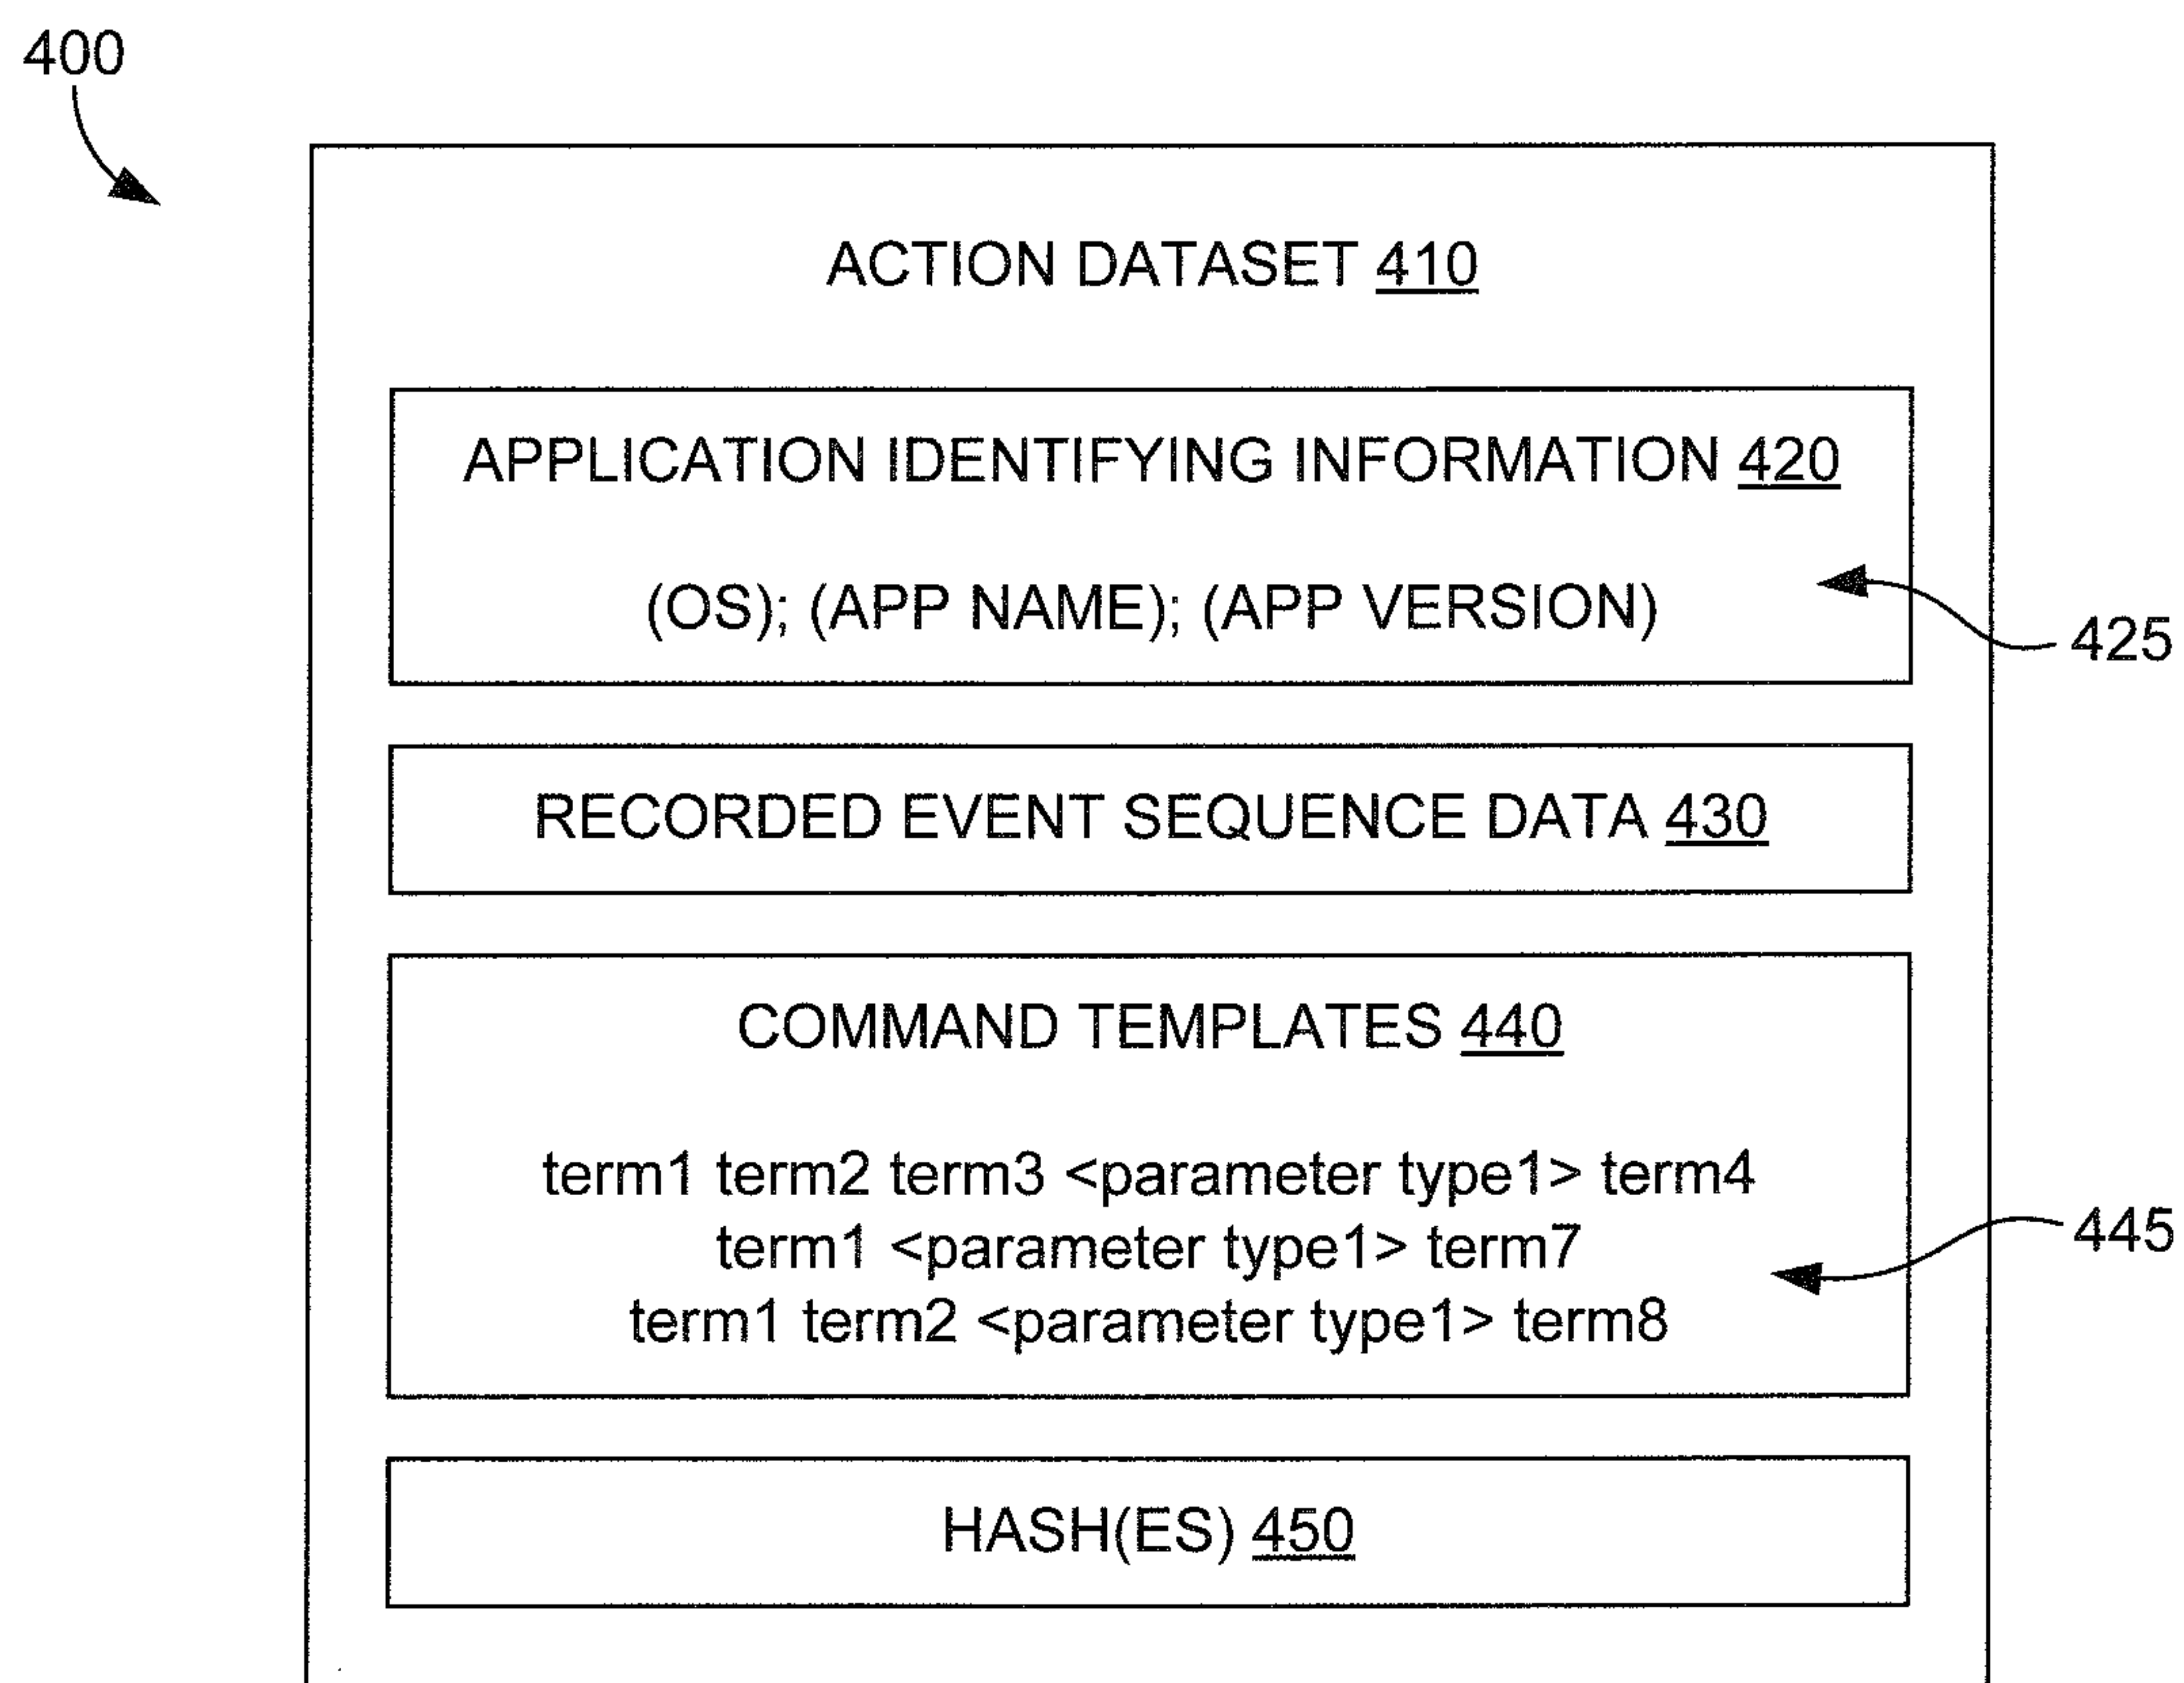 400
ACTION DATASET 410
APPLICATION IDENTIFYING INFORMATION 420
(OS); (APP NAME); (APP VERSION)
425
RECORDED EVENT SEQUENCE DATA 430
COMMAND TEMPLATES 440
term1 term2 term3 <parameter type1> term4
term1 <parameter type1> term7
term1 term2 <parameter type1> term8
445
HASH(ES) 450